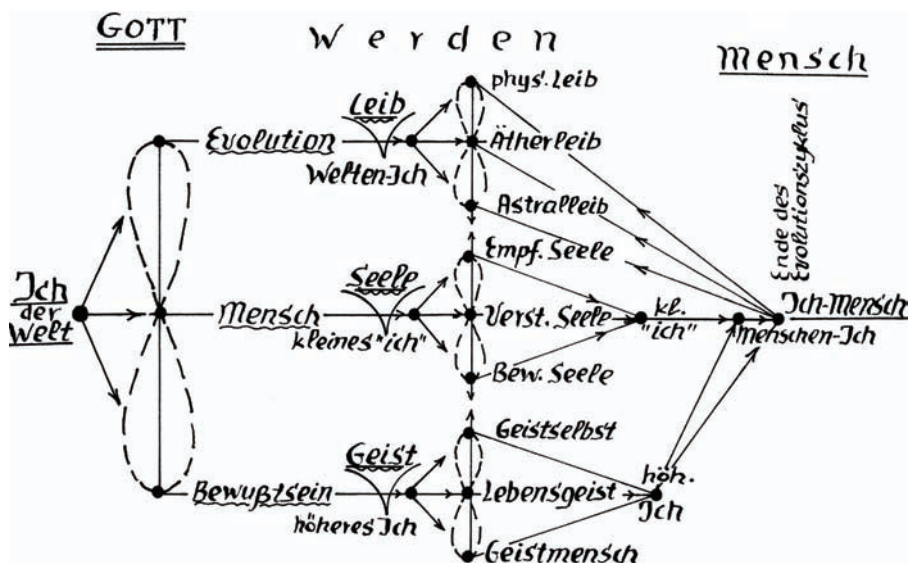 GOTT
Werden
Mensch
Leib
phys. Leib
Evolution
Ätherleib
Welten-Ich
Astralleib
Ende des
Evolutionszyklus'
Empf. Seele
Seele
Ich
der
Welt
Mensch
Verst. Seele
kl.
"ich"
Ich-Mensch
kleines "ich"
Menschen-Ich
Bew. Seele
Geistselbst
Geist
höh.
Ich
Bewußtsein
Lebensgeist
höheres Ich
Geistmensch